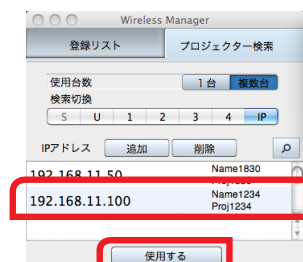 Wireless Manager
登録リスト プロジェクター検索
使用台数 1台 複数台
検索切換
S U 1 2 3 4 IP
IPアドレス 追加 削除
192.168.11.50 Name1830
192.168.11.100 Name1234
Proj1234
使用する